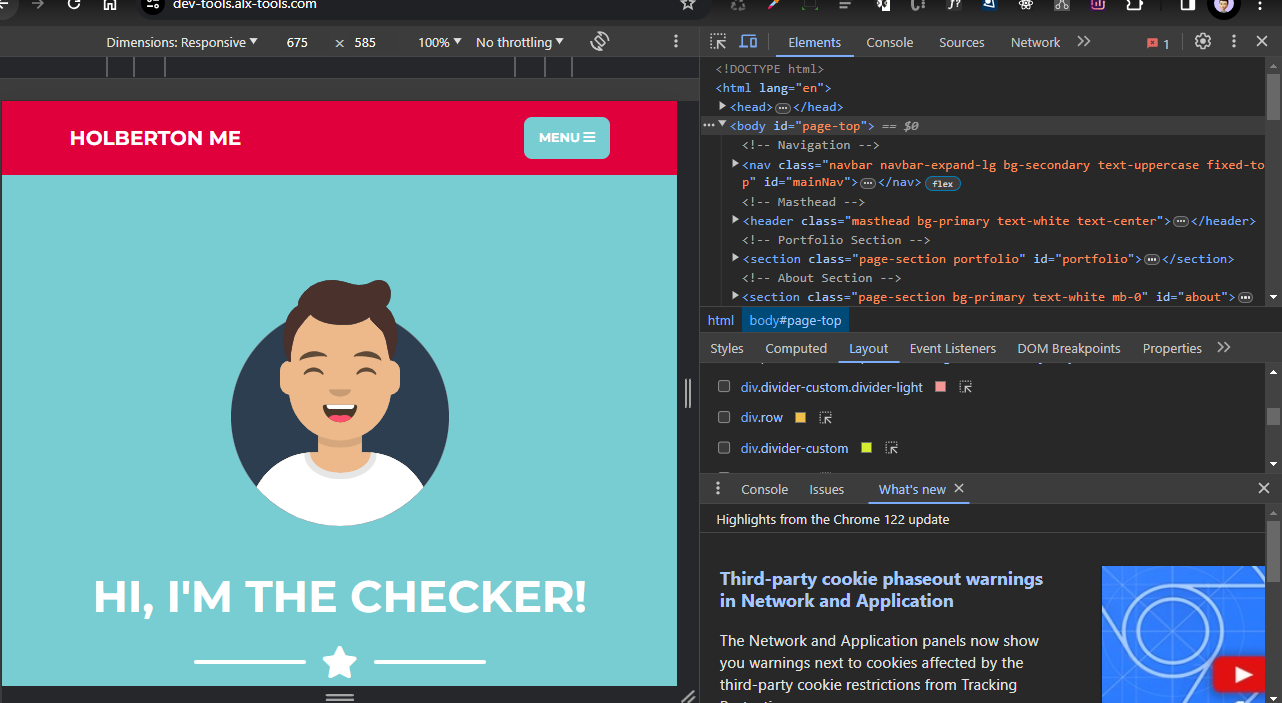 dev-tools.alx-tools.com
Dimensions: Responsive 675 × 585 100% No throttling
Elements Console Sources Network 1
HOLBERTON ME
MENU
HI, I'M THE CHECKER!
<!DOCTYPE html>
<html lang="en">
<head> </head>
<body id="page-top"> == $0
<!-- Navigation -->
<nav class="navbar navbar-expand-lg bg-secondary text-uppercase fixed-to
p" id="mainNav"> </nav> flex
<!-- Masthead -->
<header class="masthead bg-primary text-white text-center"> </header>
<!-- Portfolio Section -->
<section class="page-section portfolio" id="portfolio"> </section>
<!-- About Section -->
<section class="page-section bg-primary text-white mb-0" id="about">
html body#page-top
Styles Computed Layout Event Listeners DOM Breakpoints Properties
div.divider-custom.divider-light
div.row
div.divider-custom
Console Issues What's new
Highlights from the Chrome 122 update
Third-party cookie phaseout warnings
in Network and Application
The Network and Application panels now show
you warnings next to cookies affected by the
third-party cookie restrictions from Tracking